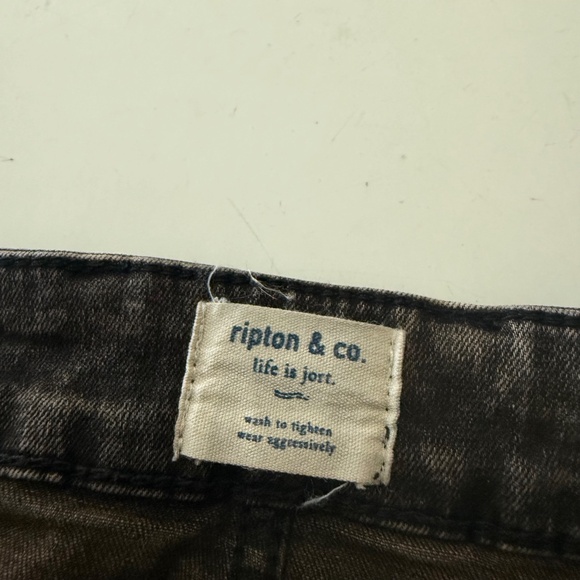 ripton & co.
life is jort.
wash to tighten
wear aggressively